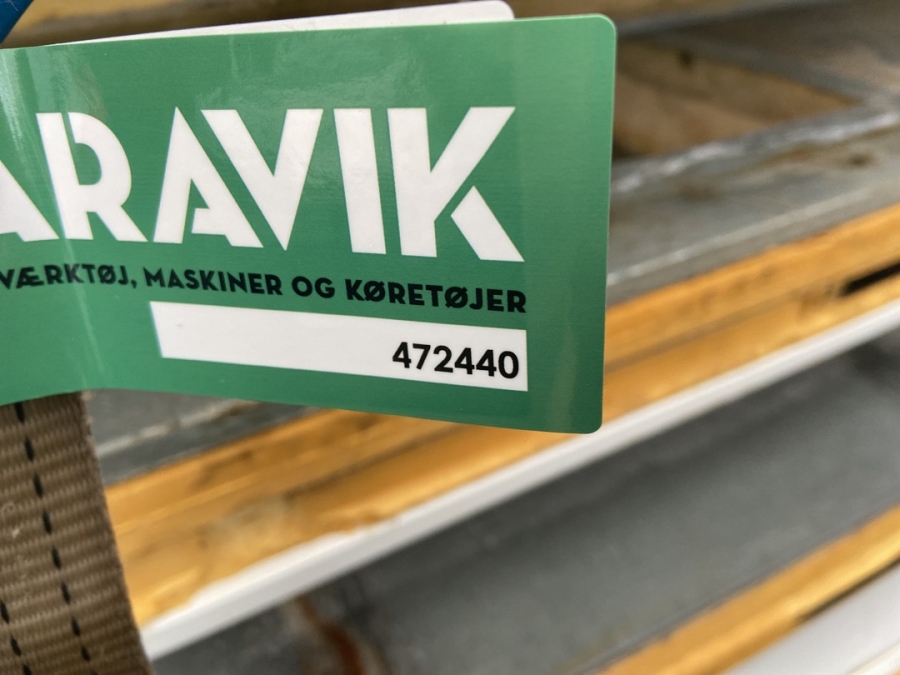 ARAVIK
VÆRKTØJ, MASKINER OG KØRETØJER
472440